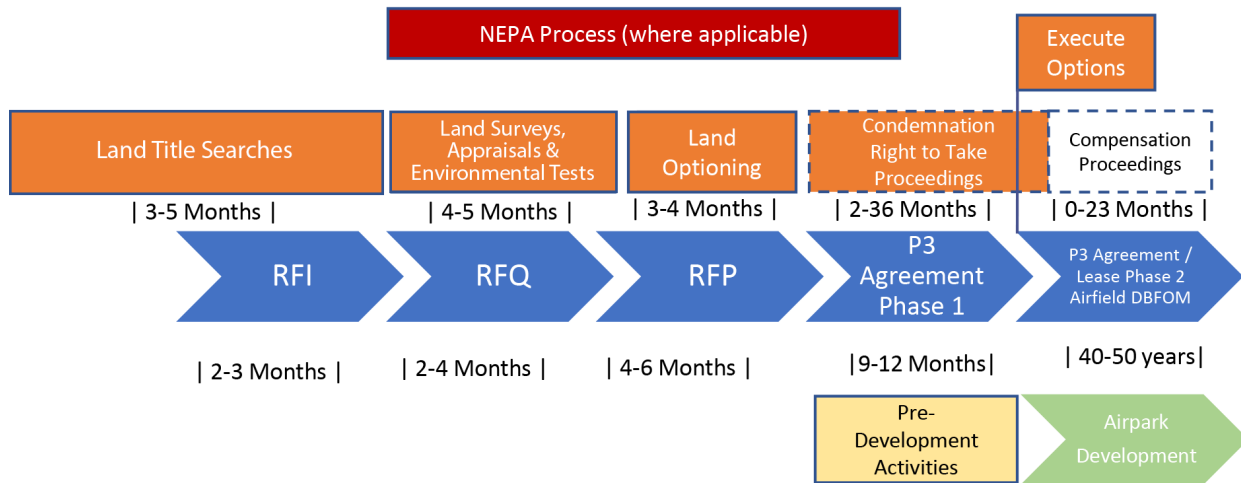 NEPA Process (where applicable)
Execute
Options
Land Title Searches
Land Surveys,
Appraisals &
Environmental Tests
Land
Optioning
Condemnation
Right to Take
Proceedings
Compensation
Proceedings
| 3-5 Months |
| 4-5 Months |
| 3-4 Months |
| 2-36 Months |
| 0-23 Months |
RFI
RFQ
RFP
P3
Agreement
Phase 1
P3 Agreement /
Lease Phase 2
Airfield DBFOM
| 2-3 Months |
| 2-4 Months |
| 4-6 Months |
| 9-12 Months|
| 40-50 years|
Pre-
Development
Activities
Airpark
Development